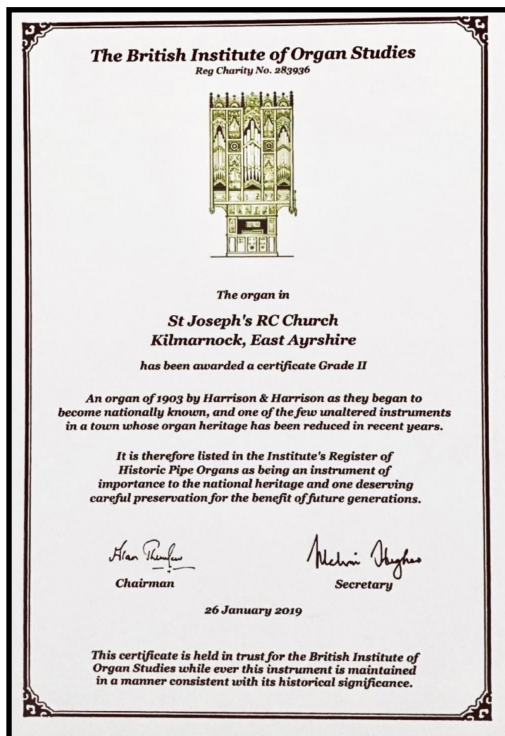 The British Institute of Organ Studies
Reg Charity No. 283936
The organ in
St Joseph's RC Church
Kilmarnock, East Ayrshire
has been awarded a certificate Grade II
An organ of 1903 by Harrison & Harrison as they began to
become nationally known, and one of the few unaltered instruments
in a town whose organ heritage has been reduced in recent years.
It is therefore listed in the Institute's Register of
Historic Pipe Organs as being an instrument of
importance to the national heritage and one deserving
careful preservation for the benefit of future generations.
Chairman
Secretary
26 January 2019
This certificate is held in trust for the British Institute of
Organ Studies while ever this instrument is maintained
in a manner consistent with its historical significance.